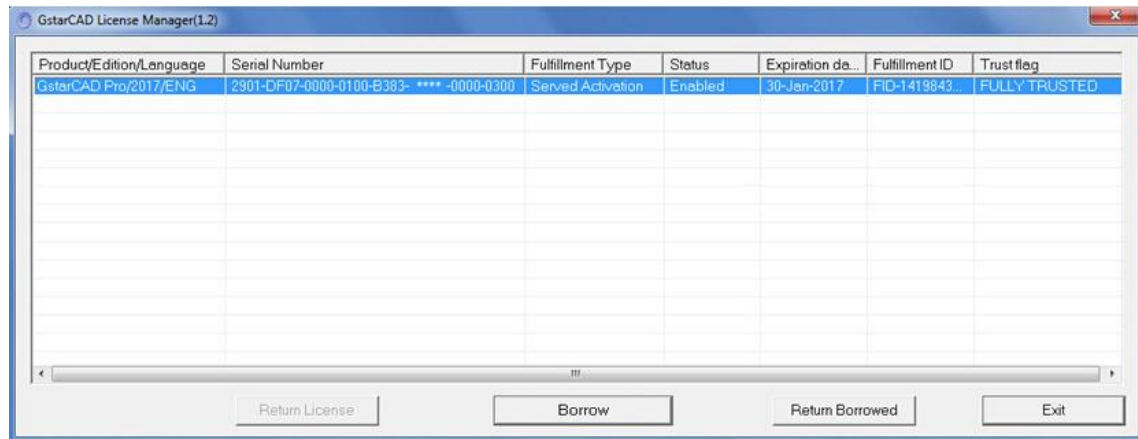 GstarCAD License Manager(1.2)
Product/Edition/Language Serial Number Fulfillment Type Status Expiration da... Fulfillment ID Trust flag
GstarCAD Pro/2017/ENG 2901-DF07-0000-0100-B383- **** -0000-0300 Served Activation Enabled 30-Jan-2017 FID-1419843... FULLY TRUSTED
Return License Borrow Return Borrowed Exit